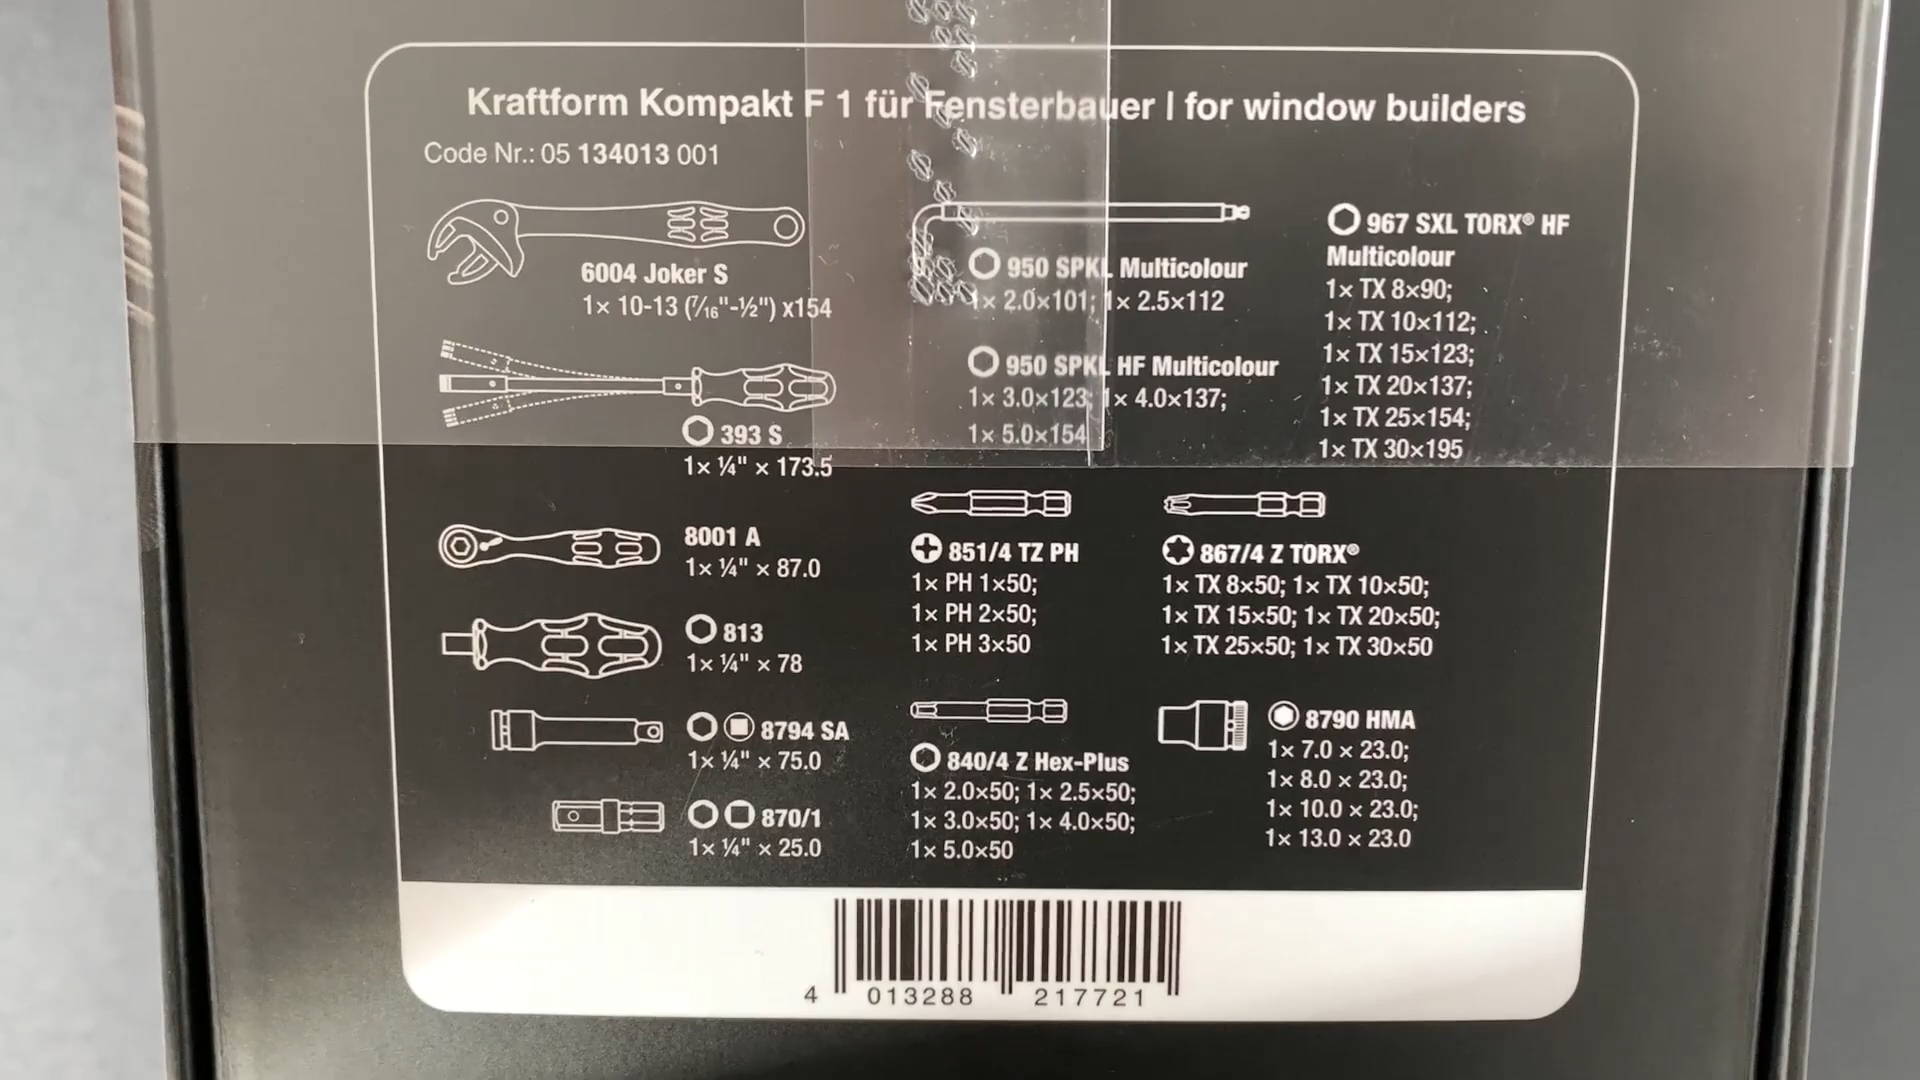 Kraftform Kompakt F 1 für Fensterbauer | for window builders
Code Nr.: 05 134013 001
6004 Joker S
1× 10-13 (7/16"-1/2") x154
393 S
1× ¼" × 173.5
8001 A
1× ¼" × 87.0
813
1× ¼" × 78
8794 SA
1× ¼" × 75.0
870/1
1× ¼" × 25.0
950 SPKL Multicolour
1× 2.0×101; 1× 2.5×112
950 SPKL HF Multicolour
1× 3.0×123; 1× 4.0×137;
1× 5.0×154
967 SXL TORX® HF
Multicolour
1× TX 8×90;
1× TX 10×112;
1× TX 15×123;
1× TX 20×137;
1× TX 25×154;
1× TX 30×195
851/4 TZ PH
1× PH 1×50;
1× PH 2×50;
1× PH 3×50
867/4 Z TORX®
1× TX 8×50; 1× TX 10×50;
1× TX 15×50; 1× TX 20×50;
1× TX 25×50; 1× TX 30×50
840/4 Z Hex-Plus
1× 2.0×50; 1× 2.5×50;
1× 3.0×50; 1× 4.0×50;
1× 5.0×50
8790 HMA
1× 7.0 × 23.0;
1× 8.0 × 23.0;
1× 10.0 × 23.0;
1× 13.0 × 23.0
4 013288 217721